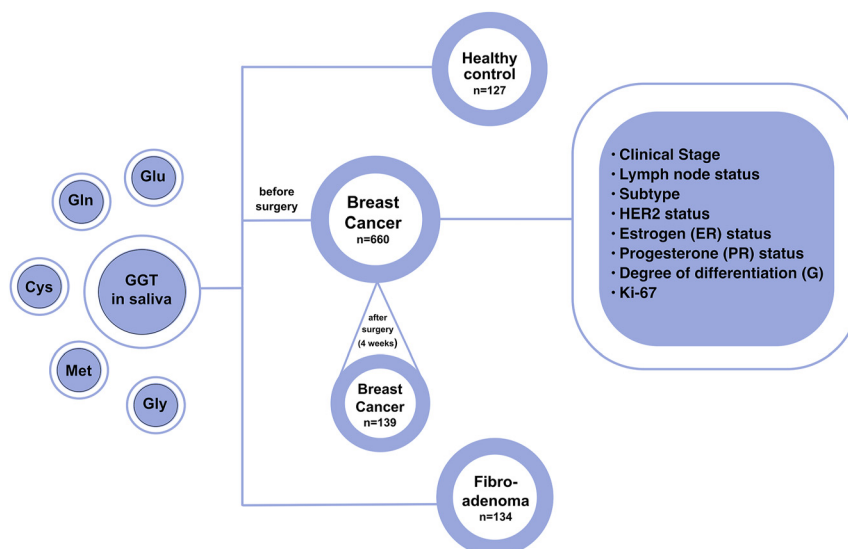 Healthy
control
n=127
Glu
Gln
GGT
in saliva
Cys
Met
Gly
before
surgery
Breast
Cancer
n=660
after
surgery
(4 weeks)
Breast
Cancer
n=139
Fibro-
adenoma
n=134
· Clinical Stage
· Lymph node status
· Subtype
· HER2 status
· Estrogen (ER) status
· Progesterone (PR) status
· Degree of differentiation (G)
· Ki-67